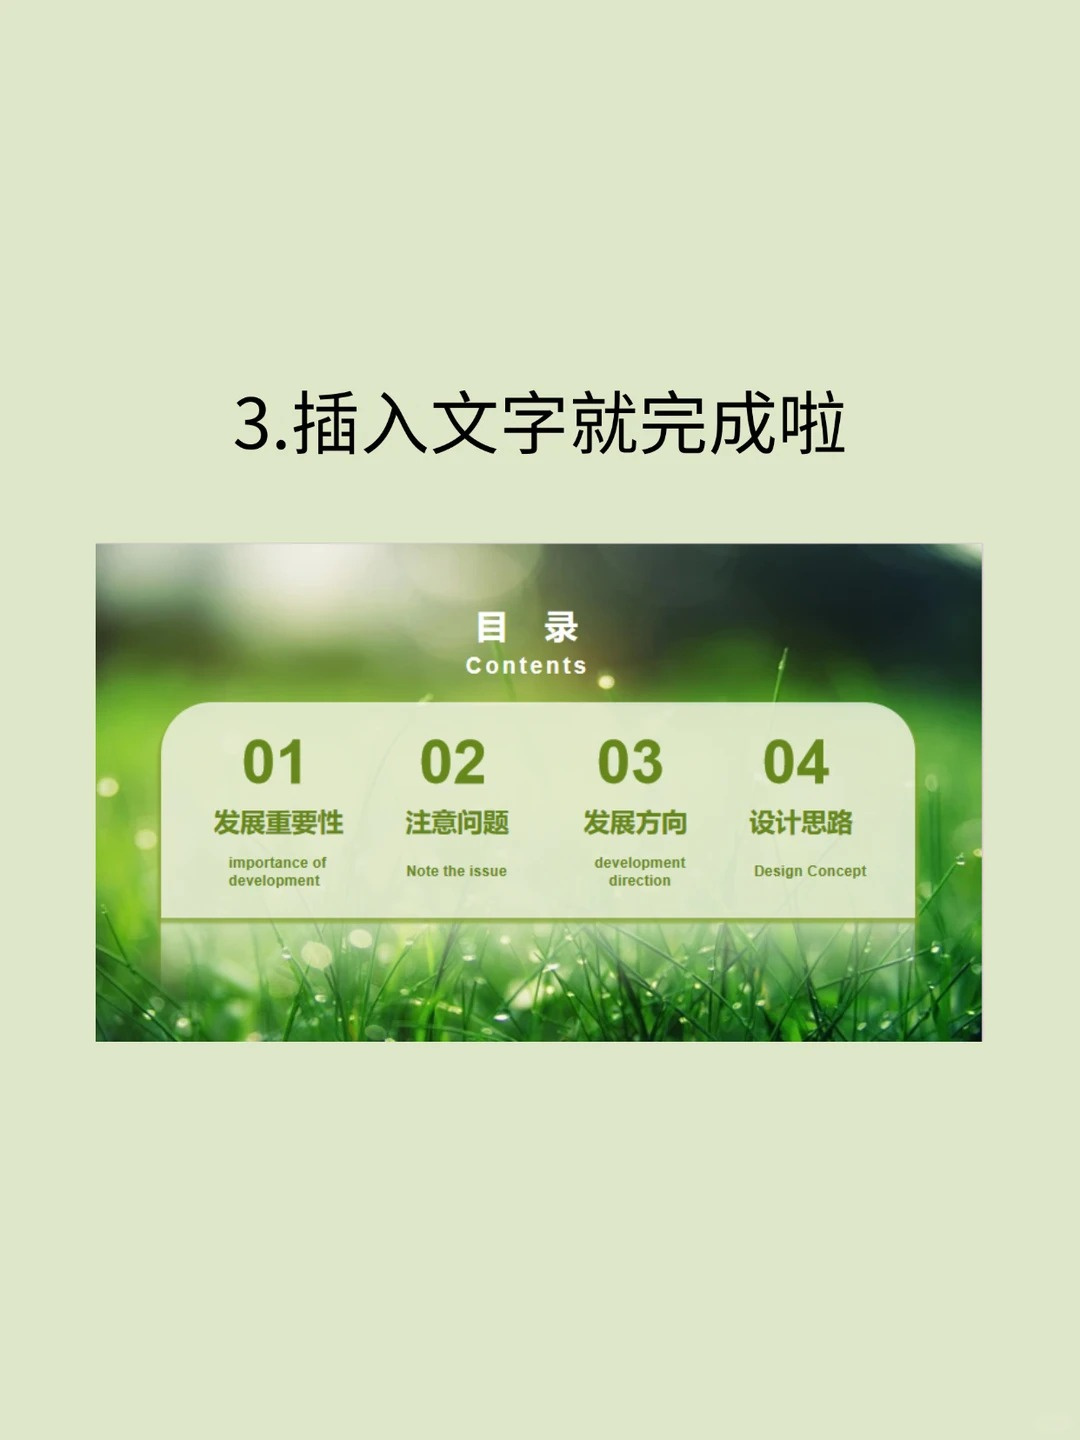 3.插入文字就完成啦
目 录
Contents
01
02
03
04
发展重要性
注意问题
发展方向
设计思路
importance of
development
Note the issue
development
direction
Design Concept